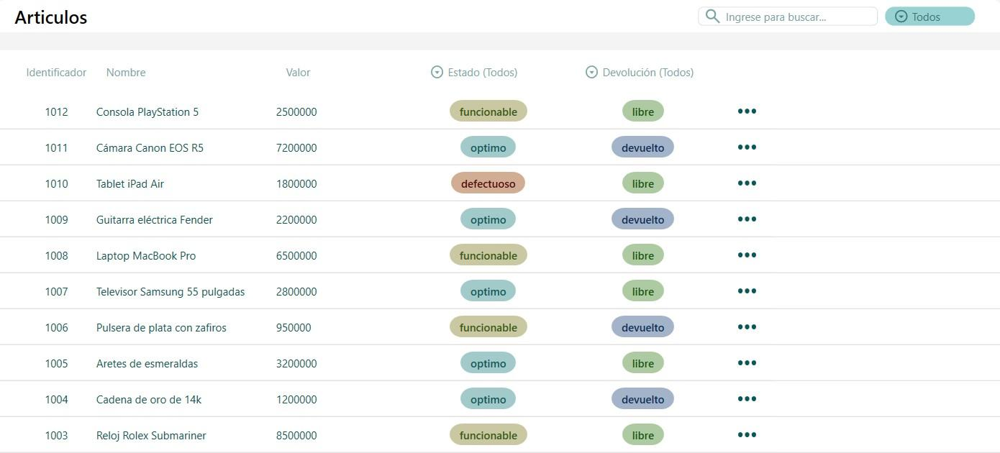 Articulos Ingrese para buscar... Todos
Identificador Nombre Valor Estado (Todos) Devolución (Todos)
1012 Consola PlayStation 5 2500000 funcionable libre
1011 Cámara Canon EOS R5 7200000 optimo devuelto
1010 Tablet iPad Air 1800000 defectuoso libre
1009 Guitarra eléctrica Fender 2200000 optimo devuelto
1008 Laptop MacBook Pro 6500000 funcionable libre
1007 Televisor Samsung 55 pulgadas 2800000 optimo libre
1006 Pulsera de plata con zafiros 950000 funcionable devuelto
1005 Aretes de esmeraldas 3200000 optimo libre
1004 Cadena de oro de 14k 1200000 optimo devuelto
1003 Reloj Rolex Submariner 8500000 funcionable libre